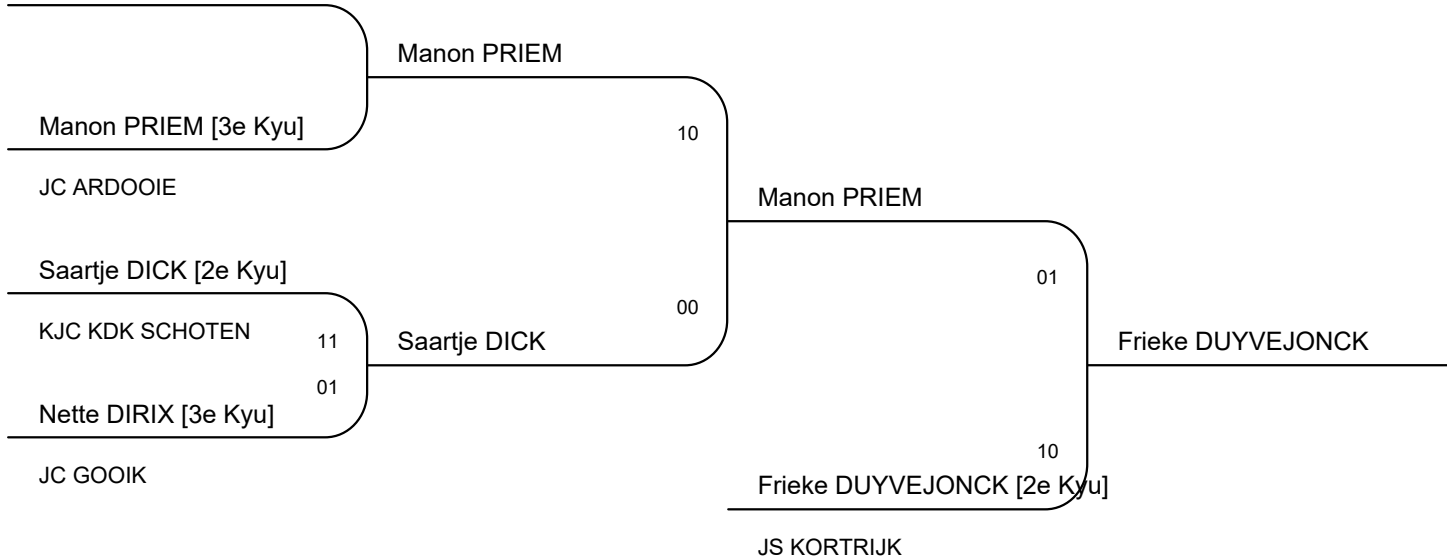 Manon PRIEM
Manon PRIEM [3e Kyu]
10
JC ARDOOIE
Manon PRIEM
Saartje DICK [2e Kyu]
01
00
KJC KDK SCHOTEN
11
Saartje DICK
Frieke DUYVEJONCK
01
Nette DIRIX [3e Kyu]
10
JC GOOIK
Frieke DUYVEJONCK [2e Kyu]
JS KORTRIJK